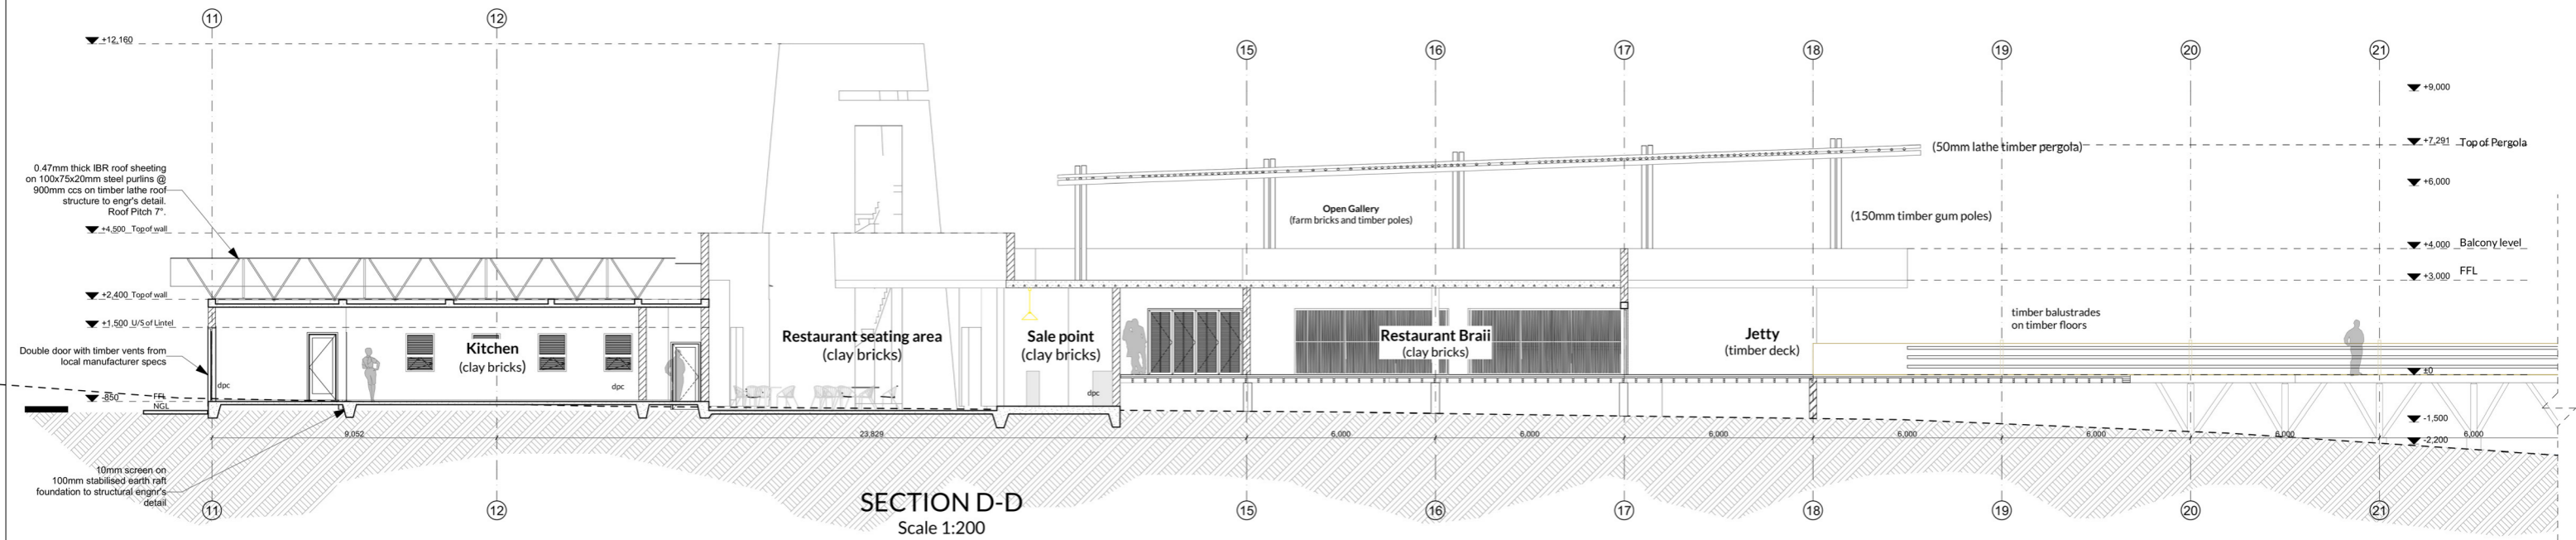 11
12
15
16
17
18
19
20
21
+12,160
+9,000
+7,291 Top of Pergola
+6,000
+4,000 Balcony level
+3,000 FFL
±0
-1,500
-2,200
0.47mm thick IBR roof sheeting
on 100x75x20mm steel purlins @
900mm ccs on timber lathe roof
structure to engr's detail.
Roof Pitch 7°.
+4,500 Top of wall
+2,400 Top of wall
+1,500 U/S of Lintel
Double door with timber vents from
local manufacturer specs
-850 FFL
NGL
10mm screen on
100mm stabilised earth raft
foundation to structural engnr's
detail
dpc
Kitchen
(clay bricks)
dpc
Restaurant seating area
(clay bricks)
Sale point
(clay bricks)
dpc
Open Gallery
(farm bricks and timber poles)
Restaurant Braii
(clay bricks)
Jetty
(timber deck)
(50mm lathe timber pergola)
(150mm timber gum poles)
timber balustrades
on timber floors
9,052
23,829
6,000
6,000
6,000
6,000
6,000
6,000
6,000
11
12
15
16
17
18
19
20
21
SECTION D-D
Scale 1:200